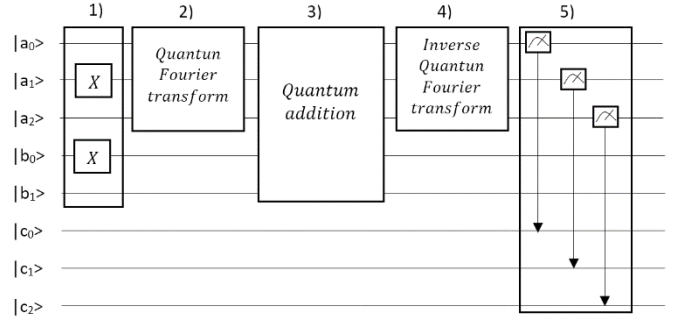 1) 2) 3) 4) 5)
|a₀>
|a₁>
|a₂>
|b₀>
|b₁>
|c₀>
|c₁>
|c₂>
X
X
Quantun
Fourier
transform
Quantum
addition
Inverse
Quantun
Fourier
transform